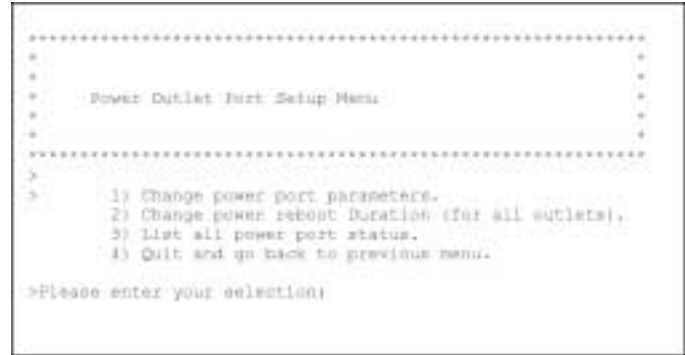 ************************************************************
*                                                          *
*                                                          *
*     Power Outlet Port Setup Menu                         *
*                                                          *
*                                                          *
************************************************************
>
>       1) Change power port parameters.
        2) Change power reboot Duration (for all outlets).
        3) List all power port status.
        4) Quit and go back to previous menu.
>Please enter your selection: